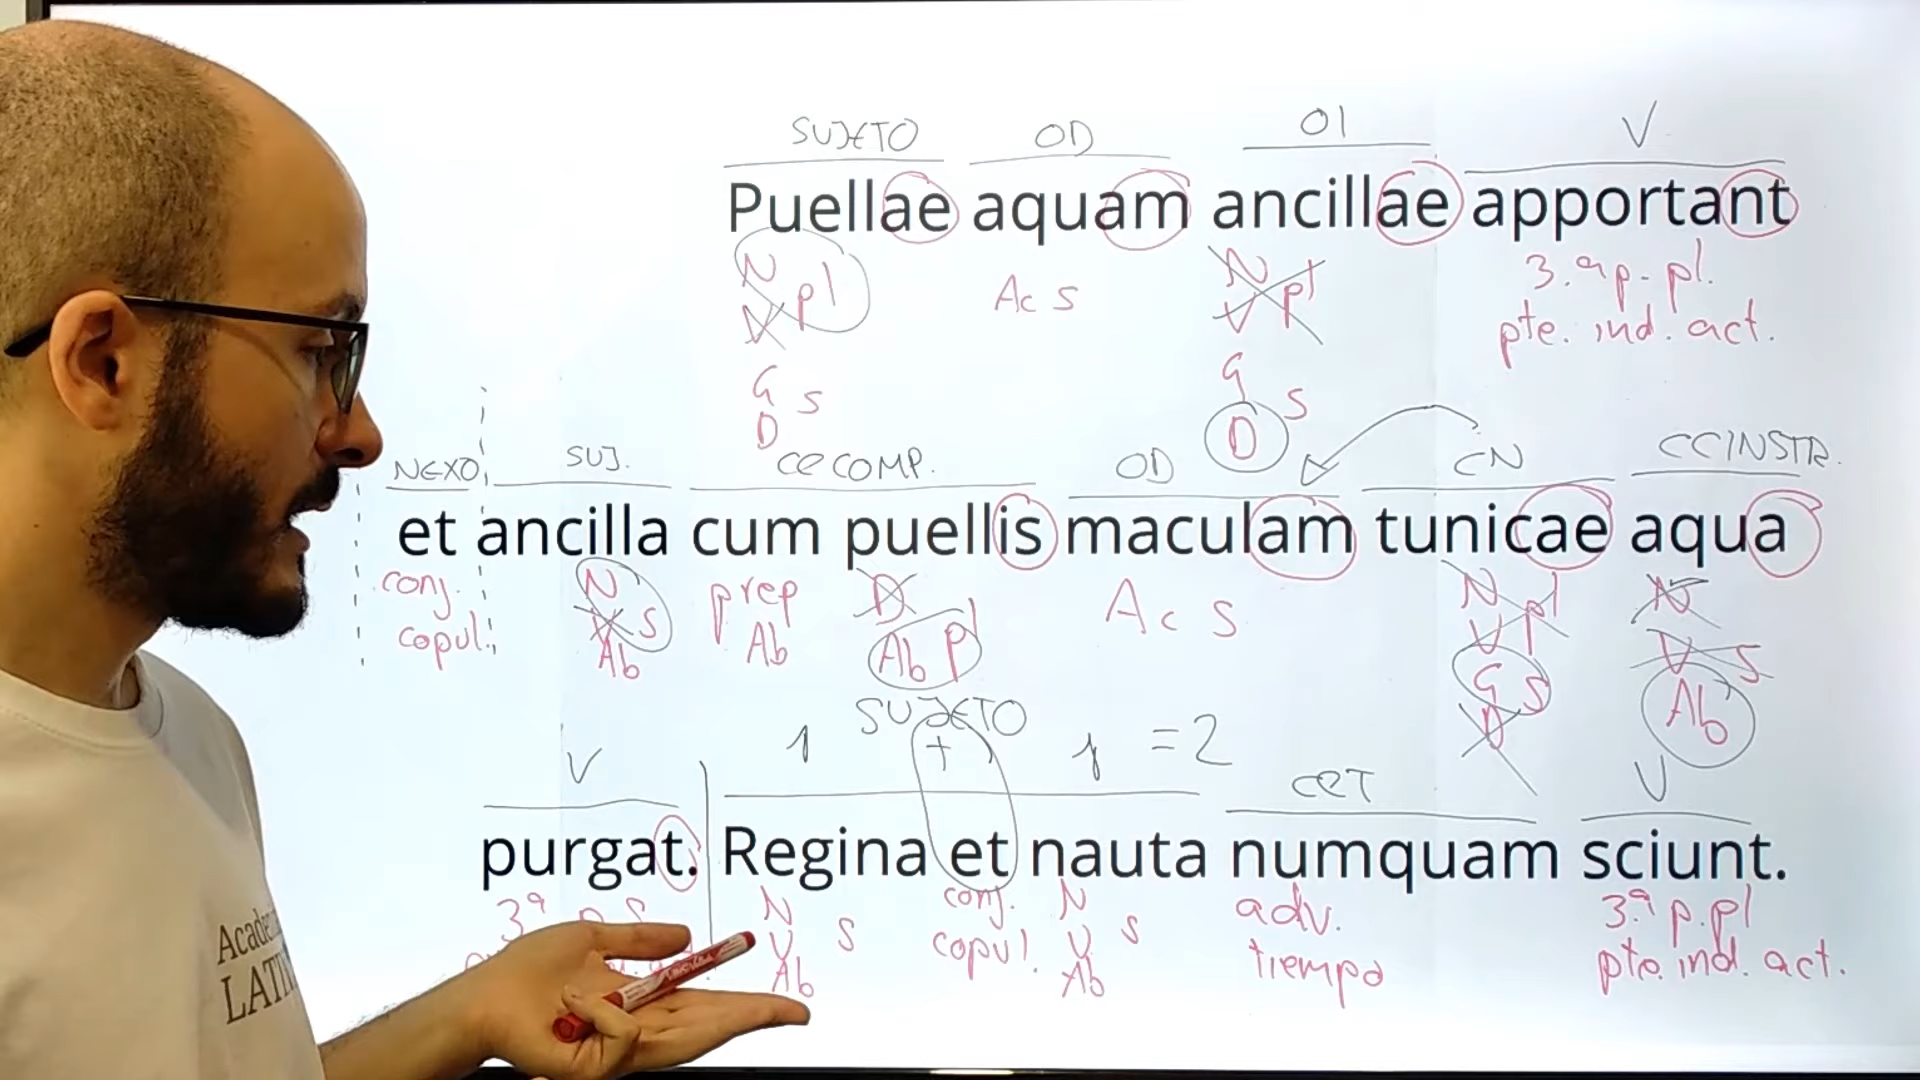 SUJETO OD OI V
Puellae aquam ancillae apportant
N V pl Ac S N V pl 3.ª p. pl.
pte. ind. act.
G D S G D S
NEXO SUJ. CC COMP. OD CN CCINSTR.
et ancilla cum puellis maculam tunicae aqua
conj. copul. N V Ab S prep Ab D Ab pl Ac S N V pl G D S N V Ab S
V SUJETO
1 + 1 = 2 CCT V
purgat. Regina et nauta numquam sciunt.
3ª p. S N V Ab S conj. copul. N V Ab S adv. tiempo 3.ª p. pl
pte. ind. act.
LATIN